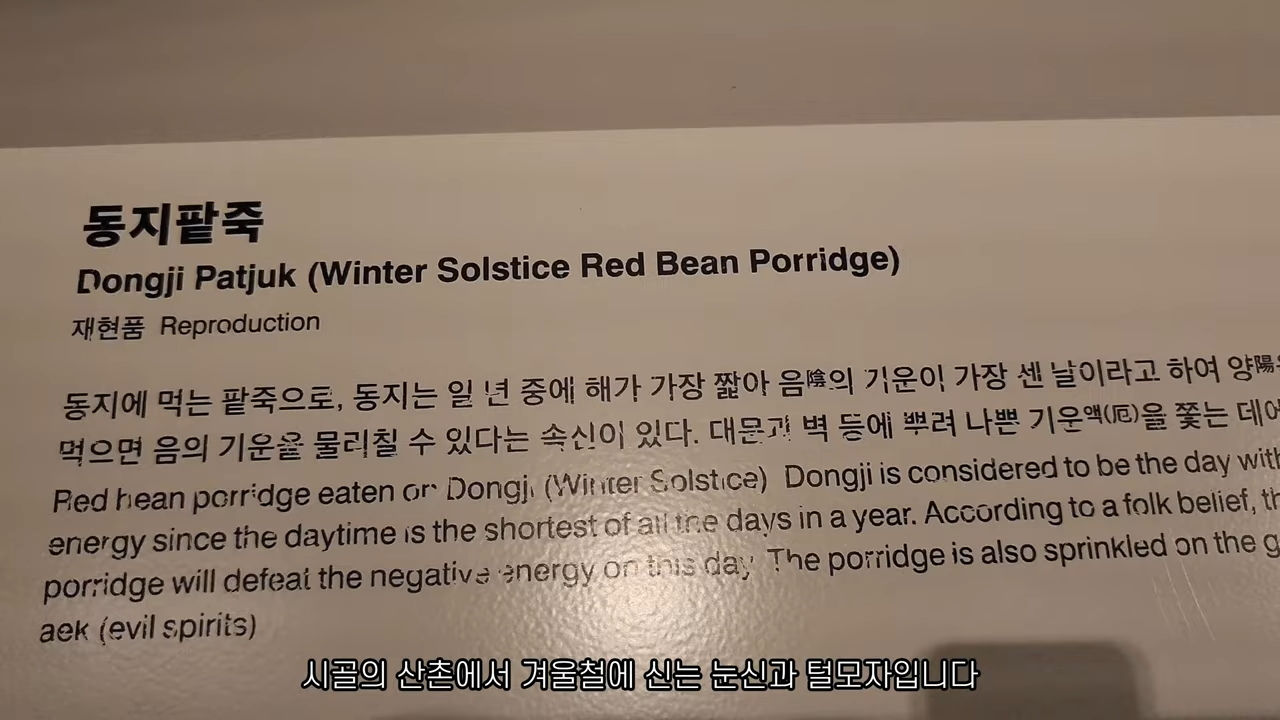 동지팥죽
Dongji Patjuk (Winter Solstice Red Bean Porridge)
재현품 Reproduction
동지에 먹는 팥죽으로, 동지는 일 년 중에 해가 가장 짧아 음陰의 기운이 가장 센 날이라고 하여 양陽
먹으면 음의 기운을 물리칠 수 있다는 속신이 있다. 대문과 벽 등에 뿌려 나쁜 기운액(厄)을 쫓는 데
Red bean porridge eaten on Dongji (Winter Solstice) Dongji is considered to be the day with
energy since the daytime is the shortest of all the days in a year. According to a folk belief,
porridge will defeat the negative energy on this day. The porridge is also sprinkled on the
aek (evil spirits)
시골의 산촌에서 겨울철에 신는 눈신과 털모자입니다